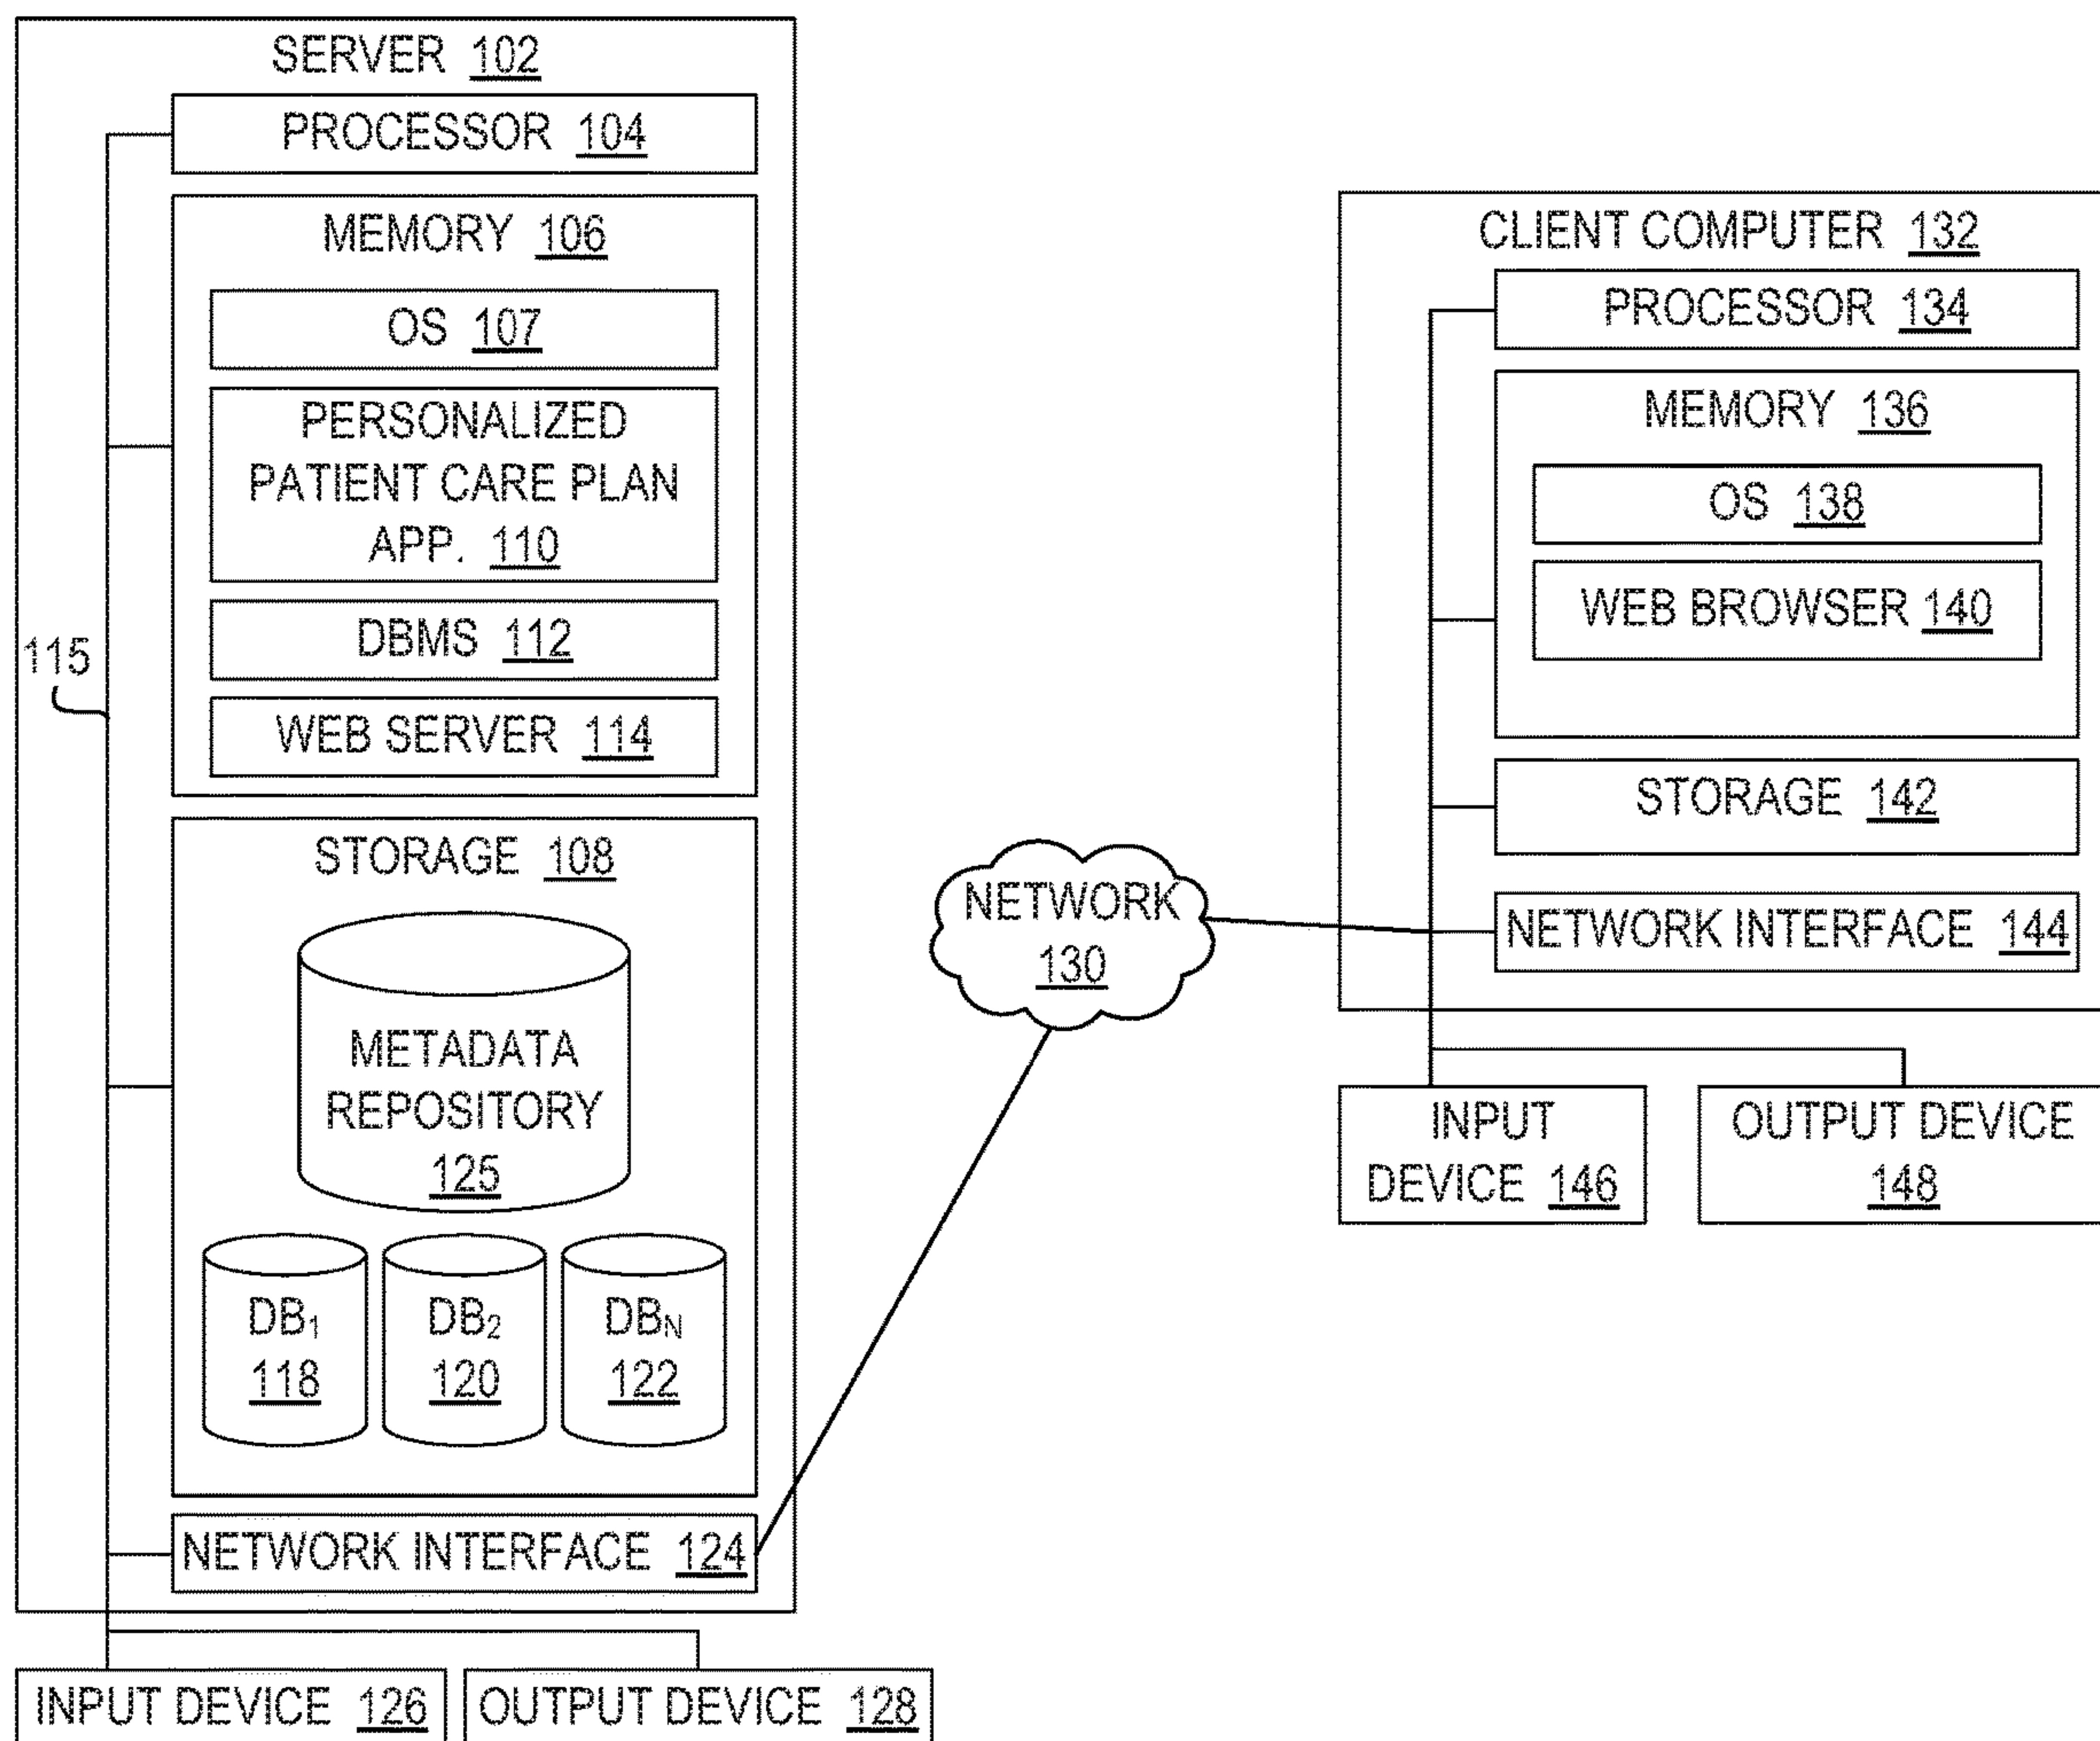 SERVER 102
PROCESSOR 104
MEMORY 106
OS 107
PERSONALIZED
PATIENT CARE PLAN
APP. 110
DBMS 112
WEB SERVER 114
115
STORAGE 108
METADATA
REPOSITORY
125
DB₁
118
DB₂
120
DB_N
122
NETWORK INTERFACE 124
INPUT DEVICE 126
OUTPUT DEVICE 128
NETWORK
130
CLIENT COMPUTER 132
PROCESSOR 134
MEMORY 136
OS 138
WEB BROWSER 140
STORAGE 142
NETWORK INTERFACE 144
INPUT
DEVICE 146
OUTPUT DEVICE
148